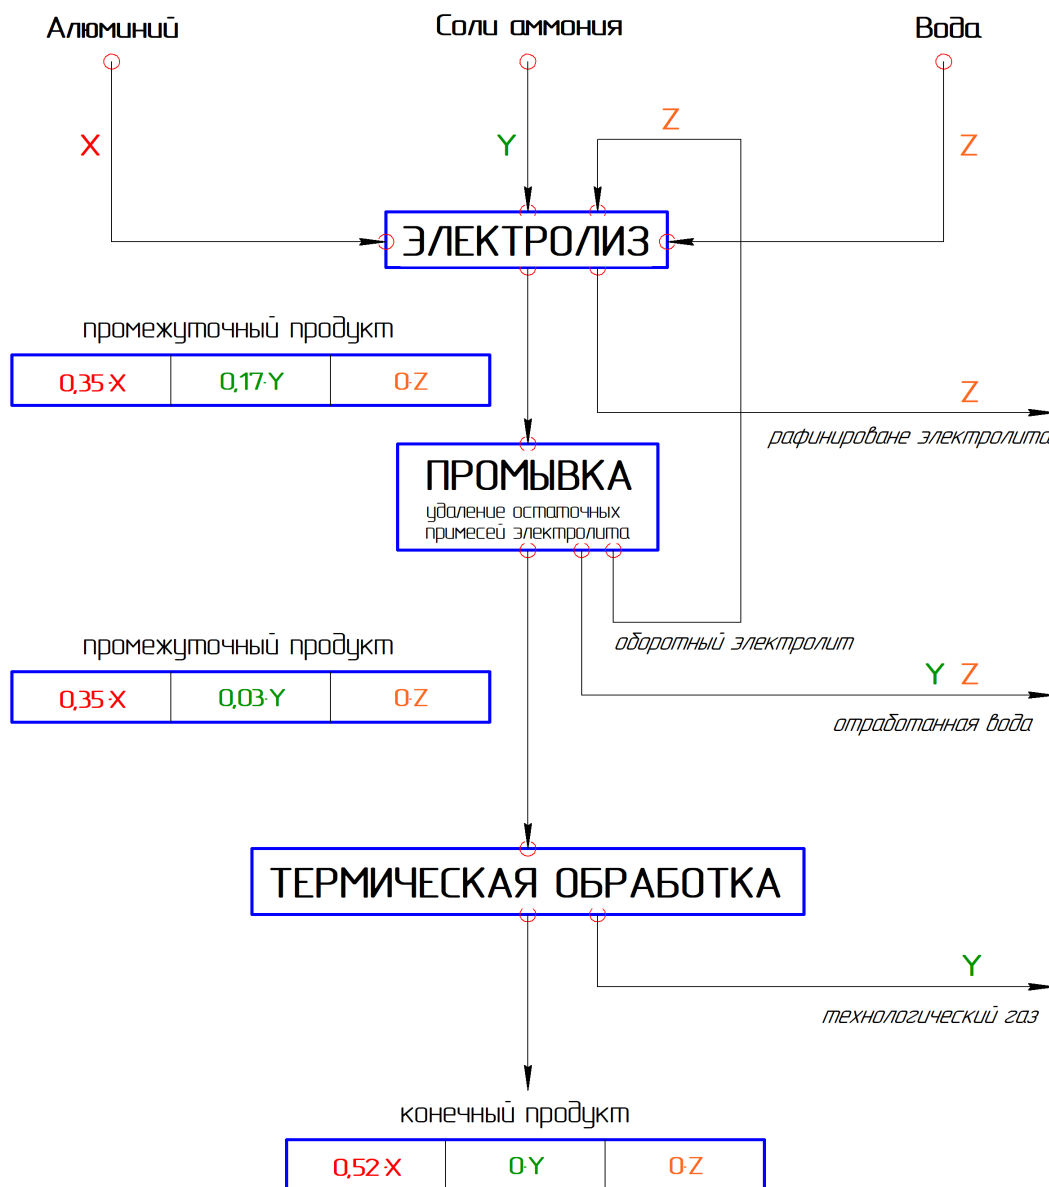 Алюминий
Соли аммония
Вода
Z
X
Y
Z
ЭЛЕКТРОЛИЗ
промежуточный продукт
0,35·X 0,17·Y 0·Z
Z
рафинироване электролита
ПРОМЫВКА
удаление остаточных
примесей электролита
оборотный электролит
промежуточный продукт
0,35·X 0,03·Y 0·Z
Y Z
отработанная вода
ТЕРМИЧЕСКАЯ ОБРАБОТКА
Y
технологический газ
конечный продукт
0,52·X 0·Y 0·Z